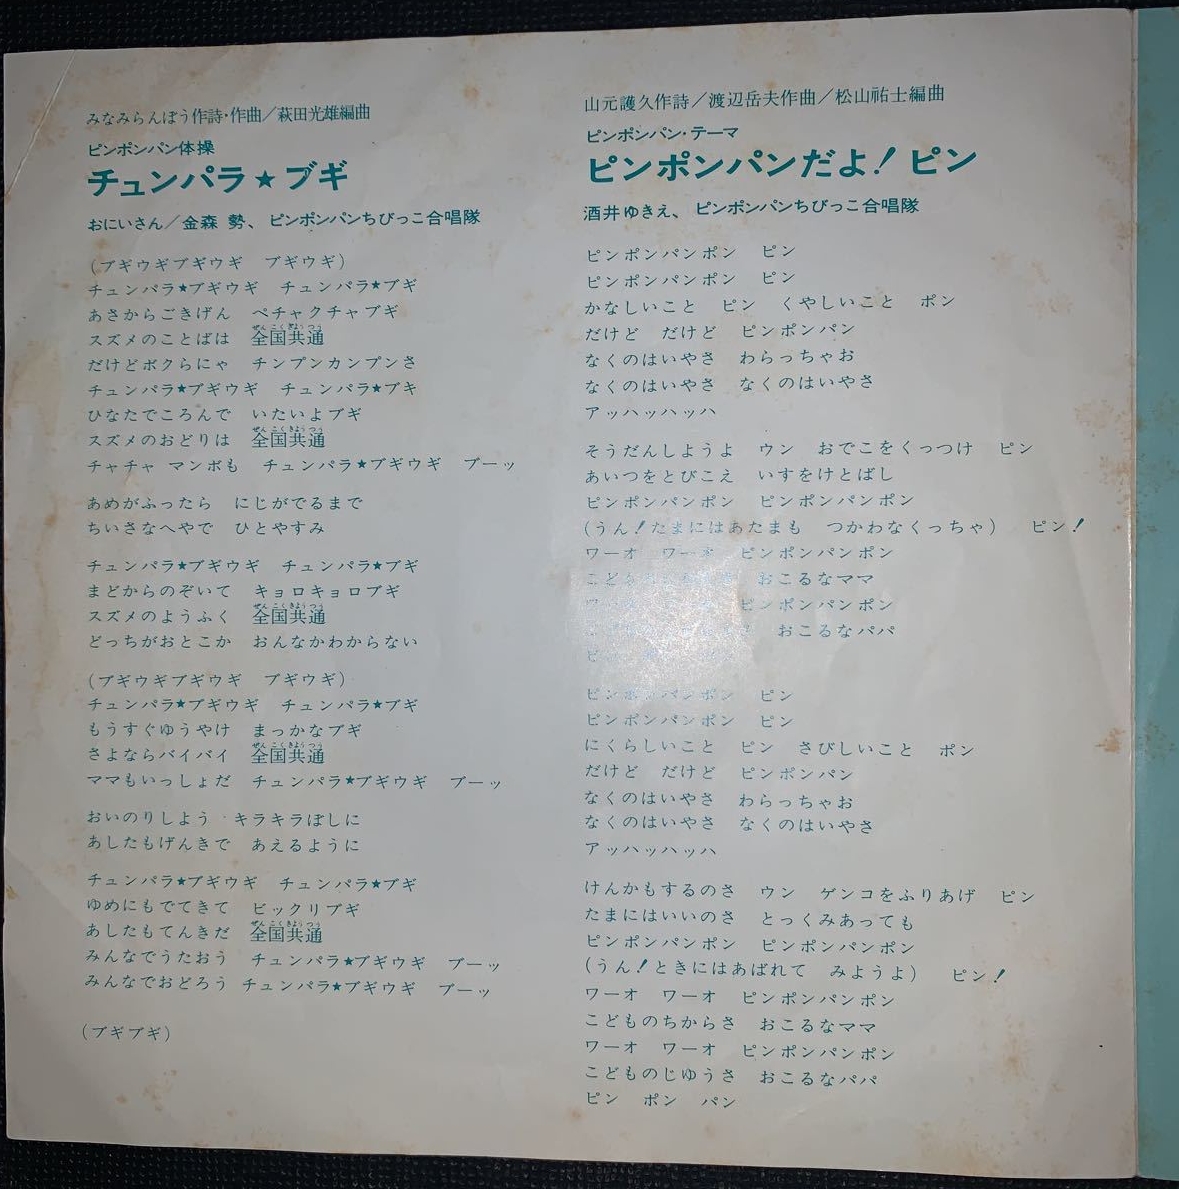 みなみらんぼう作詩・作曲／萩田光雄編曲
ピンポンパン体操
チュンパラ★ブギ
おにいさん／金森 勢、ピンポンパンちびっこ合唱隊
（ブギウギブギウギ　ブギウギ）
チュンパラ★ブギウギ　チュンパラ★ブギ
あさからごきげん　ペチャクチャブギ
スズメのことばは　全国共通
だけどボクらにゃ　チンプンカンプンさ
チュンパラ★ブギウギ　チュンパラ★ブキ
ひなたでころんで　いたいよブギ
スズメのおどりは　全国共通
チャチャ マンボも　チュンパラ★ブギウギ　ブーッ
あめがふったら　にじがでるまで
ちいさなへやで　ひとやすみ
チュンパラ★ブギウギ　チュンパラ★ブギ
まどからのぞいて　キョロキョロブギ
スズメのようふく　全国共通
どっちがおとこか　おんなかわからない
（ブギウギブギウギ　ブギウギ）
チュンパラ★ブギウギ　チュンパラ★ブギ
もうすぐゆうやけ　まっかなブギ
さよならバイバイ　全国共通
ママもいっしょだ　チュンパラ★ブギウギ　ブーッ
おいのりしよう　キラキラぼしに
あしたもげんきで　あえるように
チュンパラ★ブギウギ　チュンパラ★ブギ
ゆめにもでてきて　ビックリブギ
あしたもてんきだ　全国共通
みんなでうたおう　チュンパラ★ブギウギ　ブーッ
みんなでおどろう　チュンパラ★ブギウギ　ブーッ
（ブギブギ）
山元護久作詩／渡辺岳夫作曲／松山祐士編曲
ピンポンパン・テーマ
ピンポンパンだよ！ピン
酒井ゆきえ、ピンポンパンちびっこ合唱隊
ピンポンパンポン　ピン
ピンポンパンポン　ピン
かなしいこと　ピン　くやしいこと　ポン
だけど　だけど　ピンポンパン
なくのはいやさ　わらっちゃお
なくのはいやさ　なくのはいやさ
アッハッハッハ
そうだんしようよ　ウン　おでこをくっつけ　ピン
あいつをとびこえ　いすをけとばし
ピンポンパンポン　ピンポンパンポン
（うん！たまにはあたまも　つかわなくっちゃ）　ピン！
ワーオ　ワーオ　ピンポンパンポン
おこるなママ
ピンポンパンポン
おこるなパパ
ピンポンパンポン　ピン
ピンポンパンポン　ピン
にくらしいこと　ピン　さびしいこと　ポン
だけど　だけど　ピンポンパン
なくのはいやさ　わらっちゃお
なくのはいやさ　なくのはいやさ
アッハッハッハ
けんかもするのさ　ウン　ゲンコをふりあげ　ピン
たまにはいいのさ　とっくみあっても
ピンポンパンポン　ピンポンパンポン
（うん！ときにはあばれて　みようよ）　ピン！
ワーオ　ワーオ　ピンポンパンポン
こどものちからさ　おこるなママ
ワーオ　ワーオ　ピンポンパンポン
こどものじゆうさ　おこるなパパ
ピン　ポン　パン